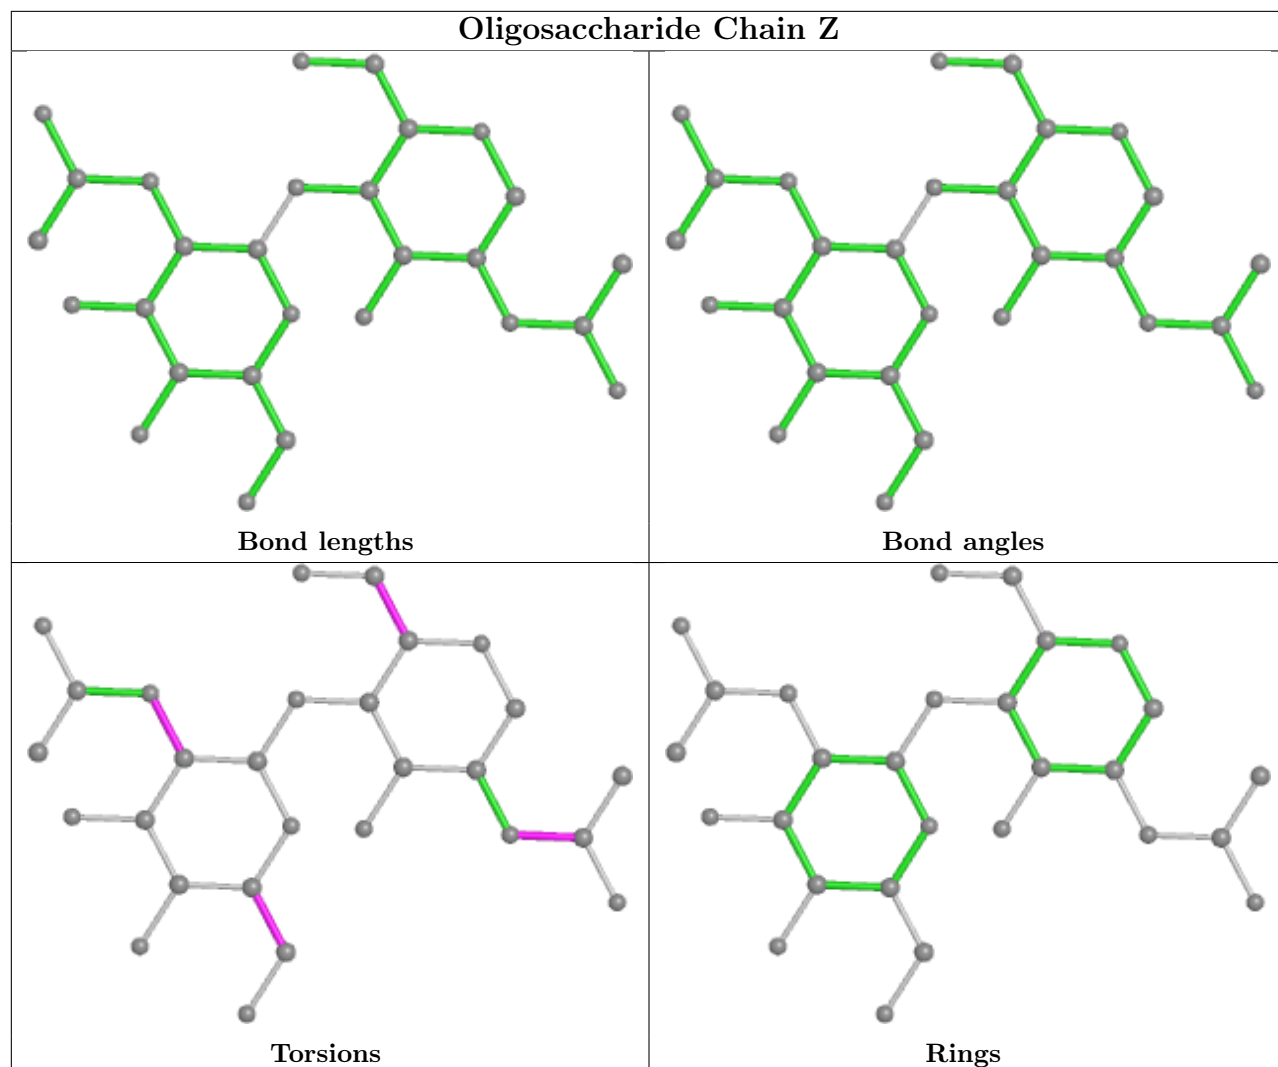 Oligosaccharide Chain Z
Bond lengths
Bond angles
Torsions
Rings